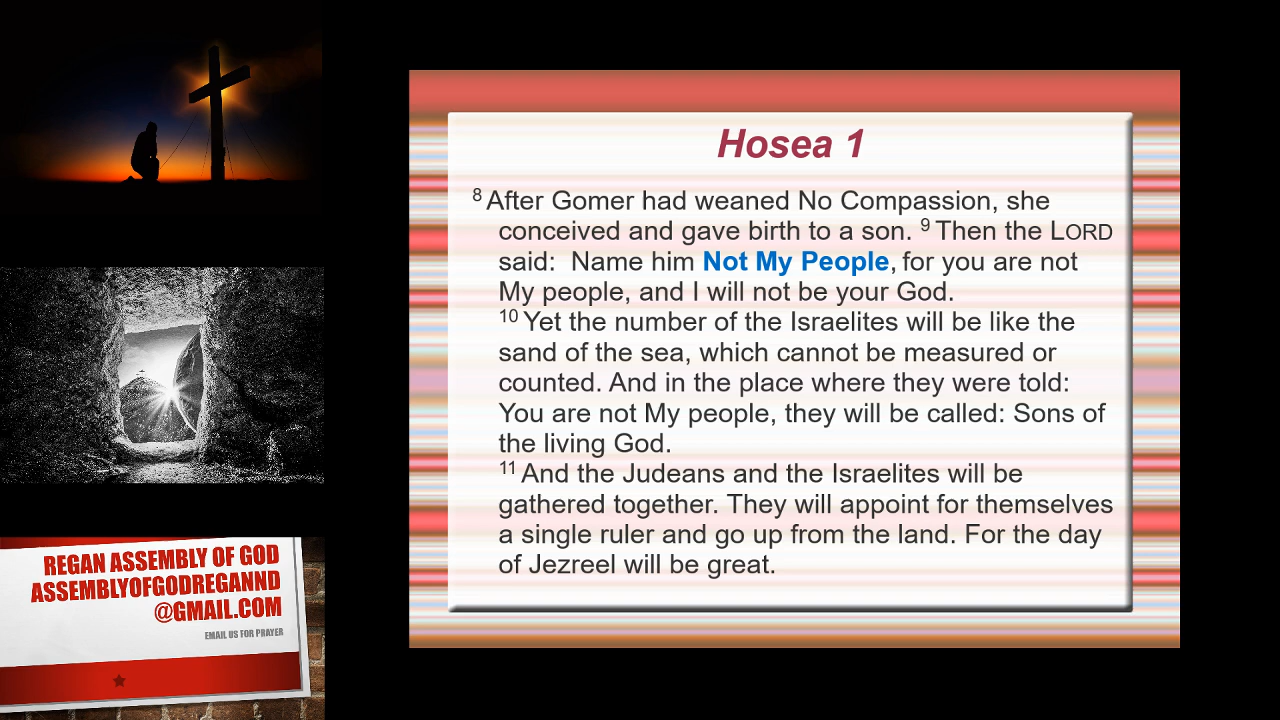 Hosea 1
8 After Gomer had weaned No Compassion, she
conceived and gave birth to a son. 9 Then the LORD
said:  Name him Not My People, for you are not
My people, and I will not be your God.
10 Yet the number of the Israelites will be like the
sand of the sea, which cannot be measured or
counted. And in the place where they were told:
You are not My people, they will be called: Sons of
the living God.
11 And the Judeans and the Israelites will be
gathered together. They will appoint for themselves
a single ruler and go up from the land. For the day
of Jezreel will be great.
REGAN ASSEMBLY OF GOD
ASSEMBLYOFGODREGANND
@GMAIL.COM
EMAIL US FOR PRAYER